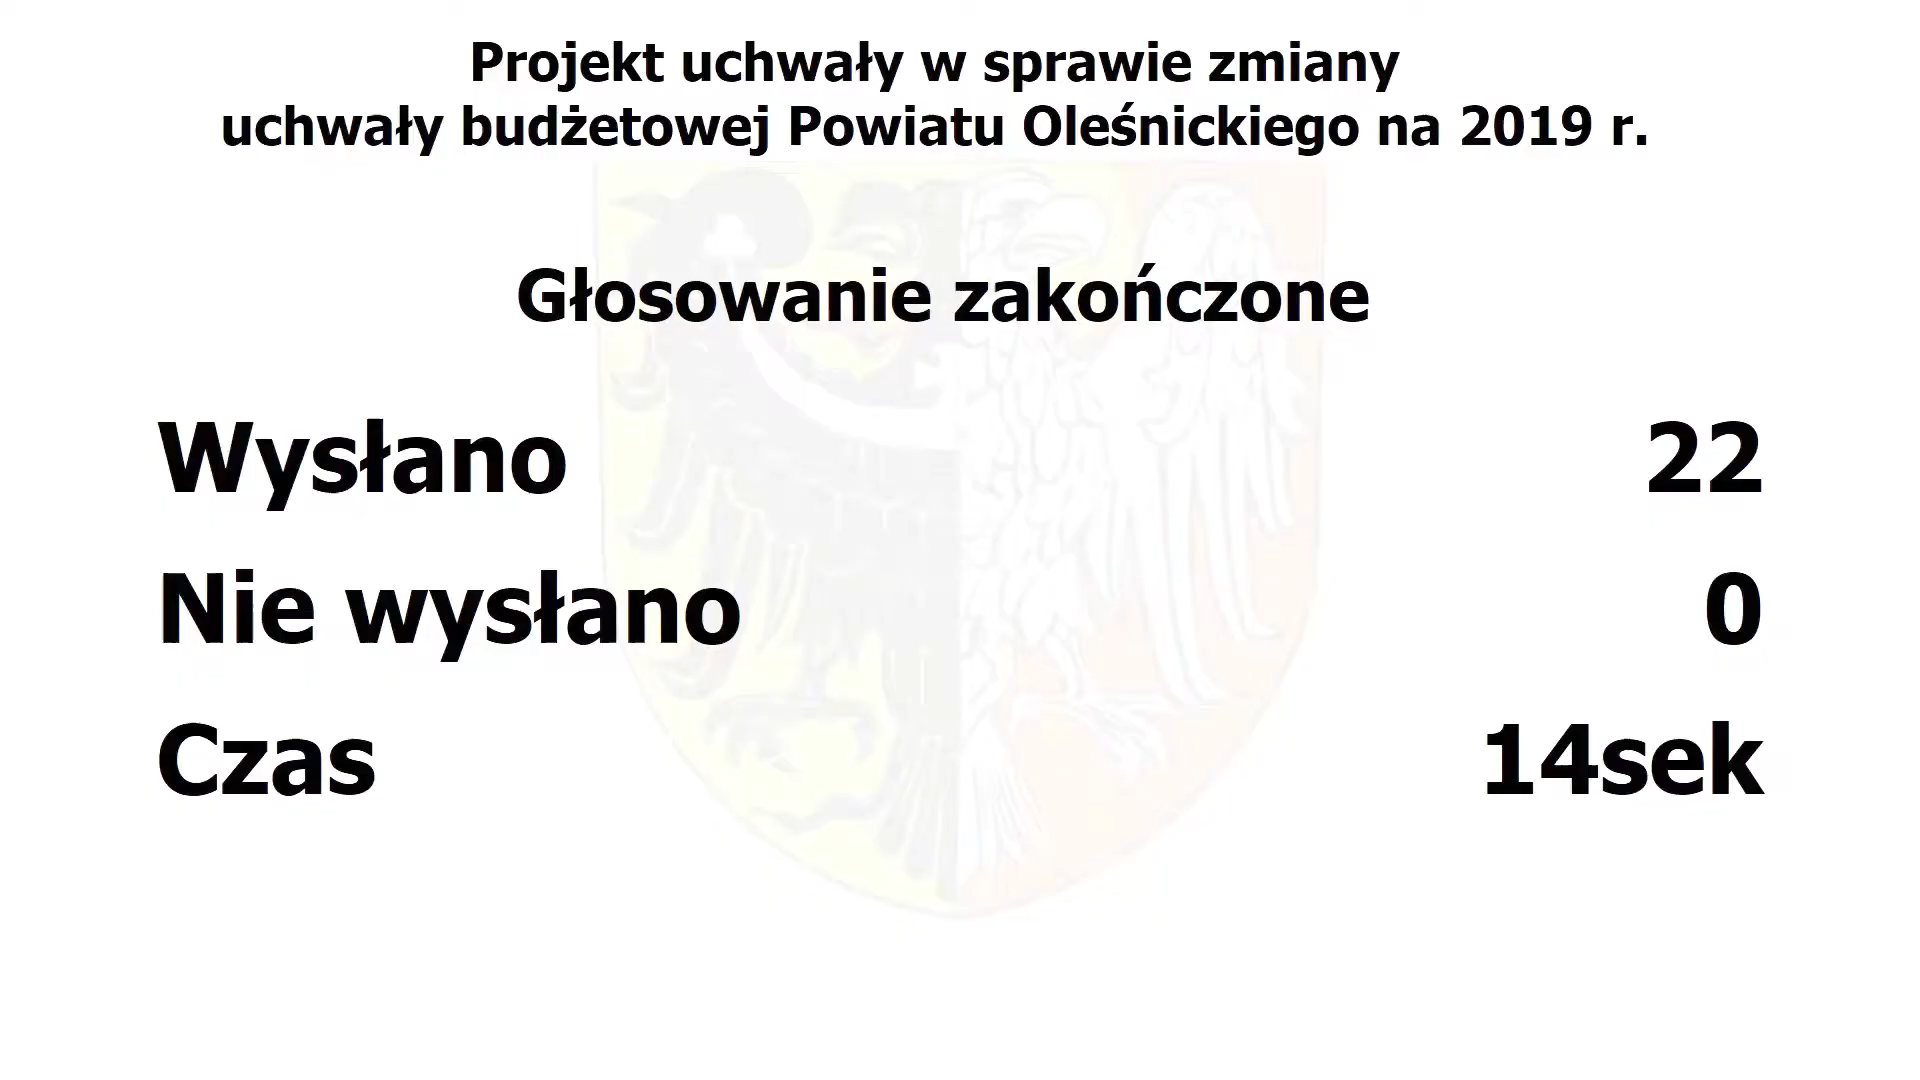 Projekt uchwały w sprawie zmiany
uchwały budżetowej Powiatu Oleśnickiego na 2019 r.
Głosowanie zakończone
Wysłano 22
Nie wysłano 0
Czas 14sek